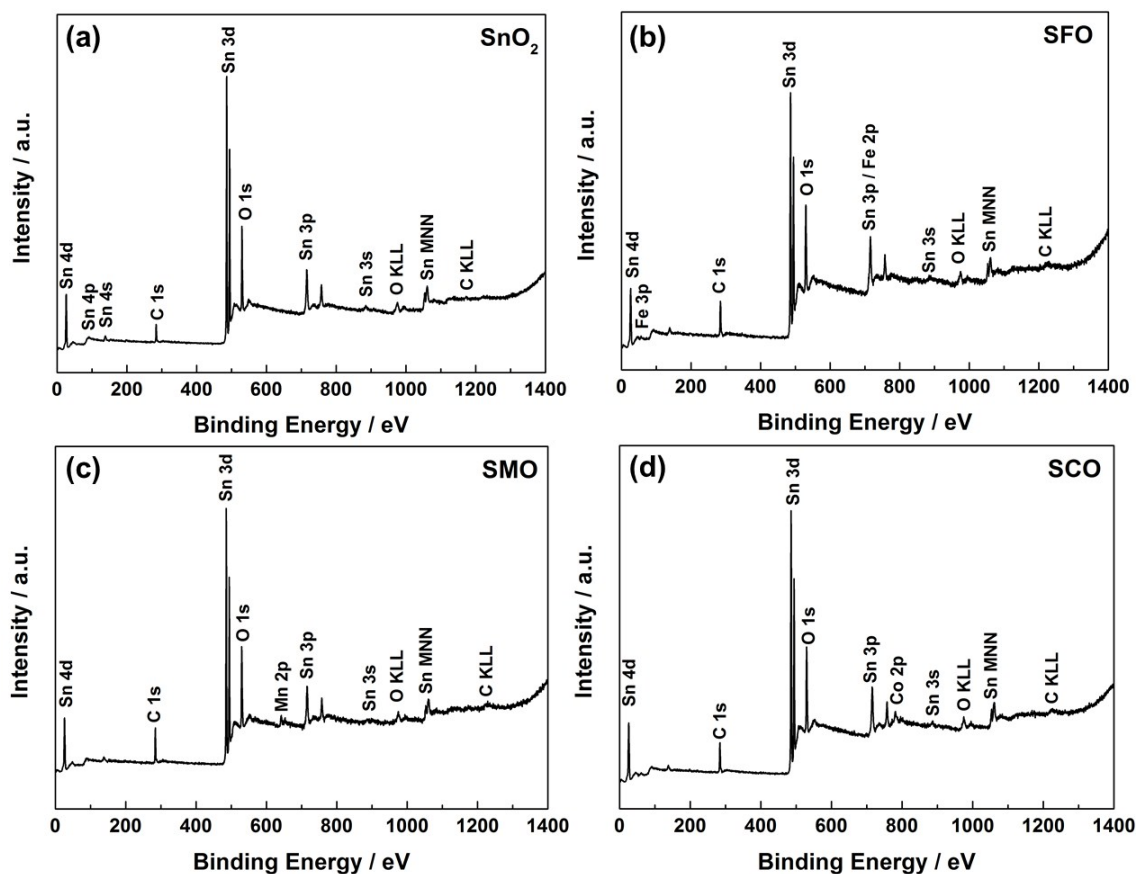 (a)
SnO₂
Intensity / a.u.
Sn 4d
Sn 4p
Sn 4s
C 1s
Sn 3d
O 1s
Sn 3p
Sn 3s
O KLL
Sn MNN
C KLL
0 200 400 600 800 1000 1200 1400
Binding Energy / eV
(b)
SFO
Intensity / a.u.
Sn 4d
Fe 3p
C 1s
Sn 3d
O 1s
Sn 3p / Fe 2p
Sn 3s
O KLL
Sn MNN
C KLL
0 200 400 600 800 1000 1200 1400
Binding Energy / eV
(c)
SMO
Intensity / a.u.
Sn 4d
C 1s
Sn 3d
O 1s
Mn 2p
Sn 3p
Sn 3s
O KLL
Sn MNN
C KLL
0 200 400 600 800 1000 1200 1400
Binding Energy / eV
(d)
SCO
Intensity / a.u.
Sn 4d
C 1s
Sn 3d
O 1s
Sn 3p
Co 2p
Sn 3s
O KLL
Sn MNN
C KLL
0 200 400 600 800 1000 1200 1400
Binding Energy / eV